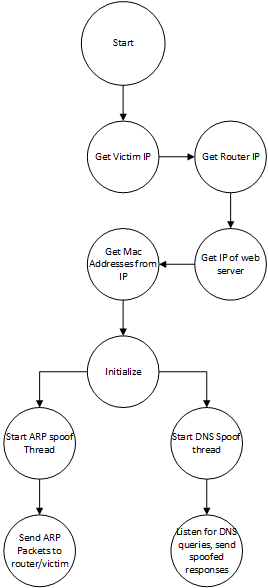 Start
Get Victim IP
Get Router IP
Get IP of web
server
Get Mac
Addresses from
IP
Initialize
Start ARP spoof
Thread
Start DNS Spoof
thread
Send ARP
Packets to
router/victim
Listen for DNS
queries, send
spoofed
responses